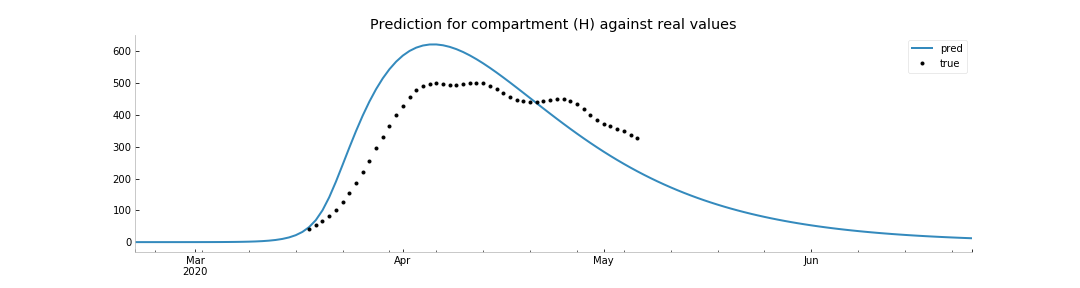 Prediction for compartment (H) against real values
pred
true
600
500
400
300
200
100
0
Mar
2020
Apr
May
Jun